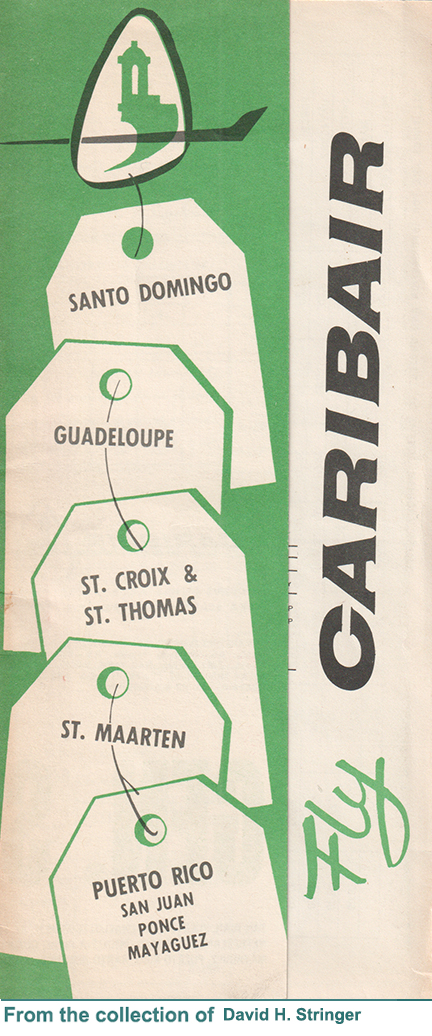 SANTO DOMINGO
GUADELOUPE
ST. CROIX &
ST. THOMAS
ST. MAARTEN
PUERTO RICO
SAN JUAN
PONCE
MAYAGUEZ
Fly CARIBAIR
From the collection of David H. Stringer